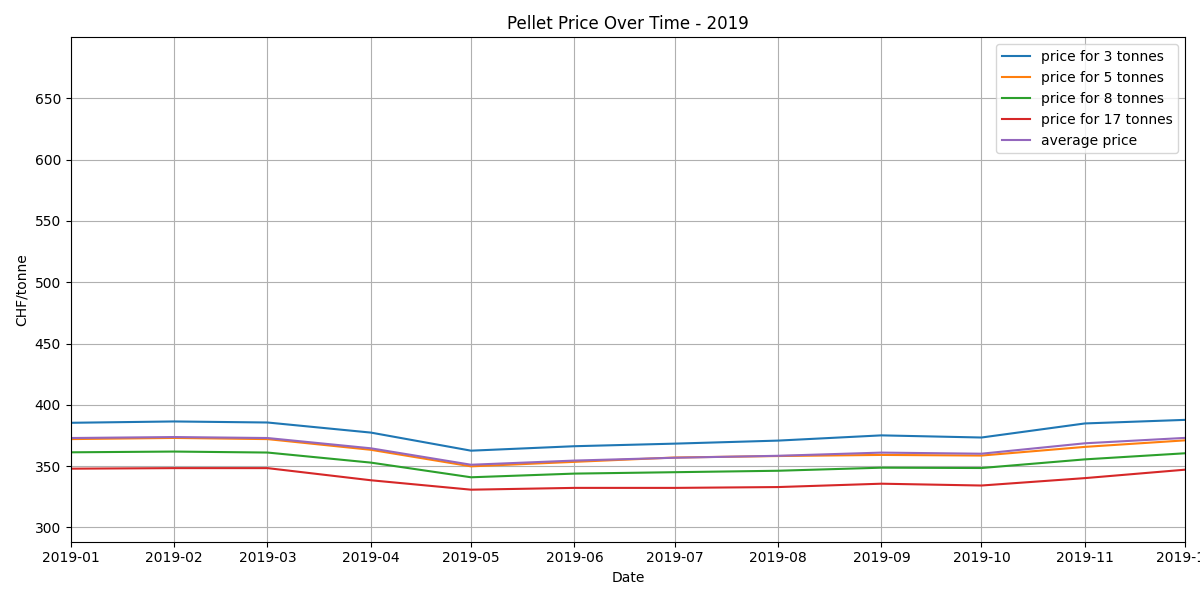 Pellet Price Over Time - 2019
price for 3 tonnes
price for 5 tonnes
price for 8 tonnes
price for 17 tonnes
average price
CHF/tonne
650
600
550
500
450
400
350
300
2019-01 2019-02 2019-03 2019-04 2019-05 2019-06 2019-07 2019-08 2019-09 2019-10 2019-11
Date